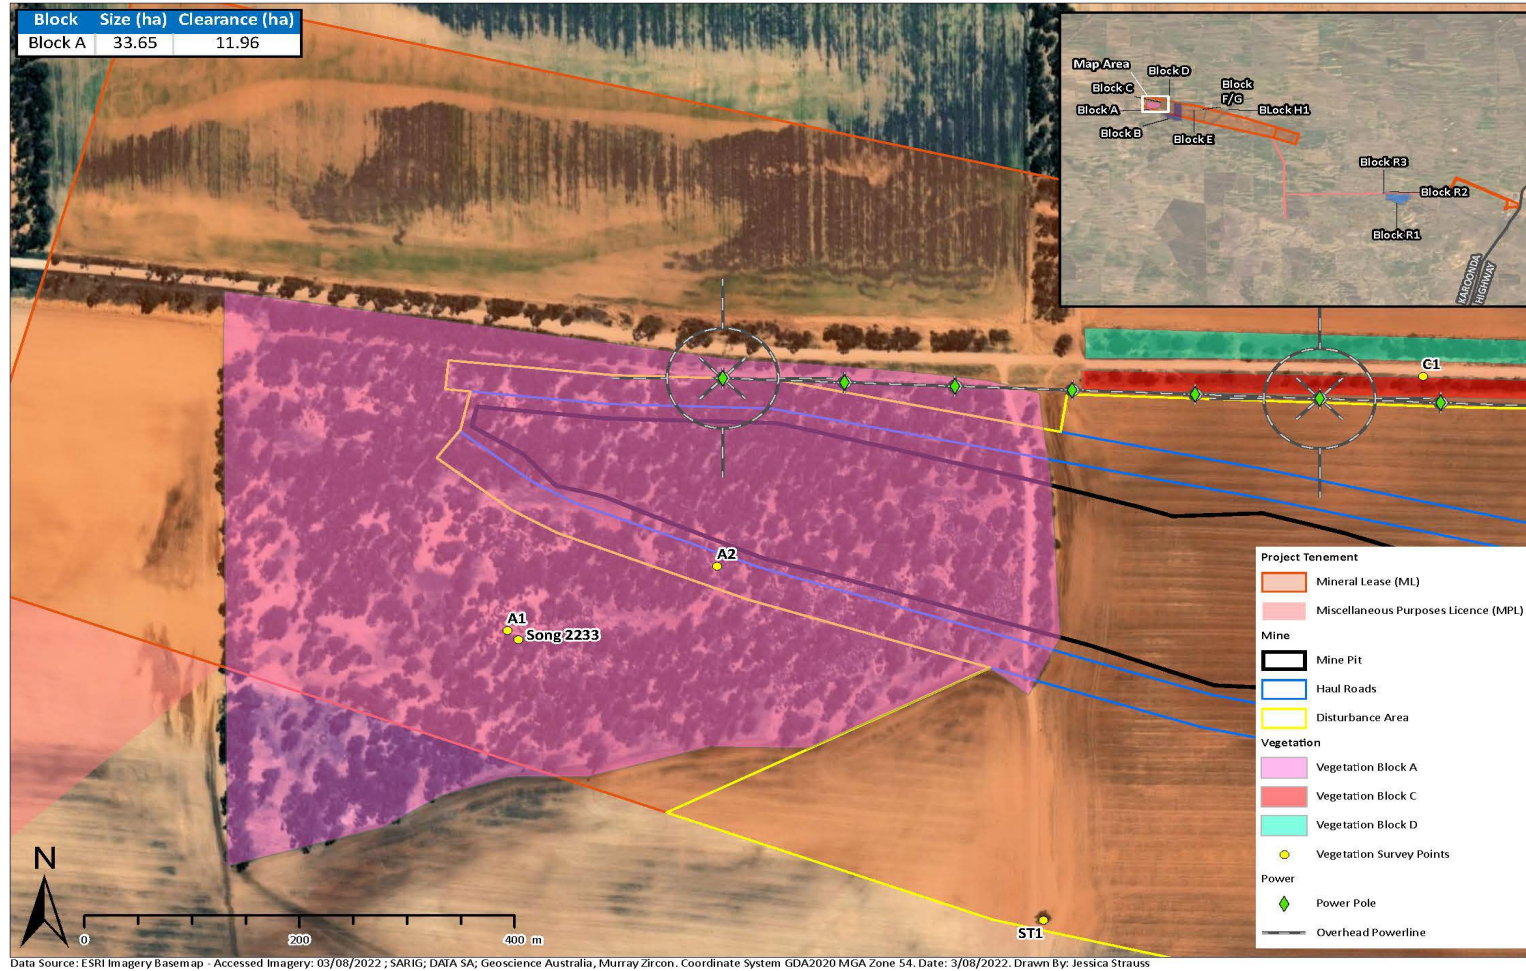 Block Size (ha) Clearance (ha)
Block A 33.65 11.96
Map Area
Block D
Block C
Block
F/G
Block A
BLock H1
Block B
Block E
Block R3
Block R2
Block R1
KAROONDA
HIGHWAY
C1
A2
A1
Song 2233
ST1
Project Tenement
Mineral Lease (ML)
Miscellaneous Purposes Licence (MPL)
Mine
Mine Pit
Haul Roads
Disturbance Area
Vegetation
Vegetation Block A
Vegetation Block C
Vegetation Block D
Vegetation Survey Points
Power
Power Pole
Overhead Powerline
N
0 200 400 m
Data Source: ESRI Imagery Basemap - Accessed Imagery: 03/08/2022 ; SARIG; DATA SA; Geoscience Australia, Murray Zircon. Coordinate System GDA2020 MGA Zone 54. Date: 3/08/2022. Drawn By: Jessica Strauss